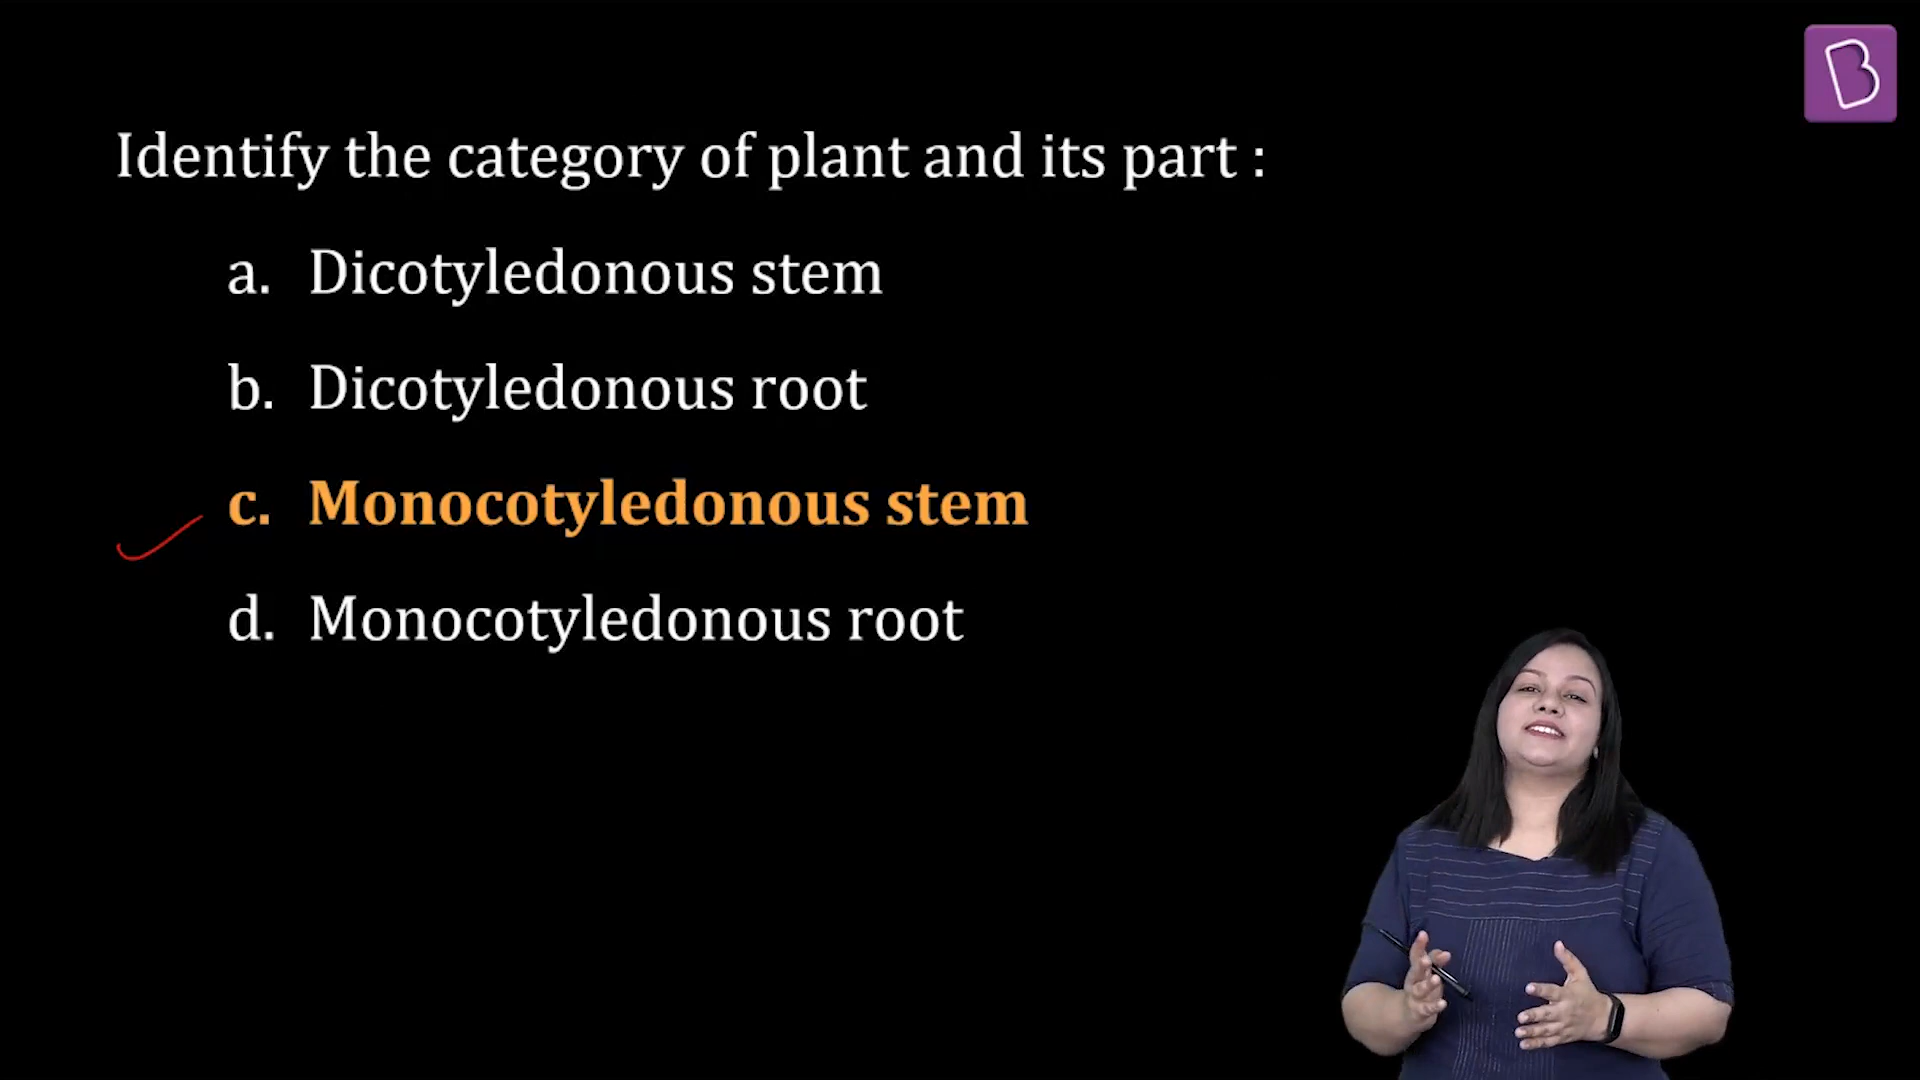 Identify the category of plant and its part :
a. Dicotyledonous stem
b. Dicotyledonous root
c. Monocotyledonous stem
d. Monocotyledonous root
B